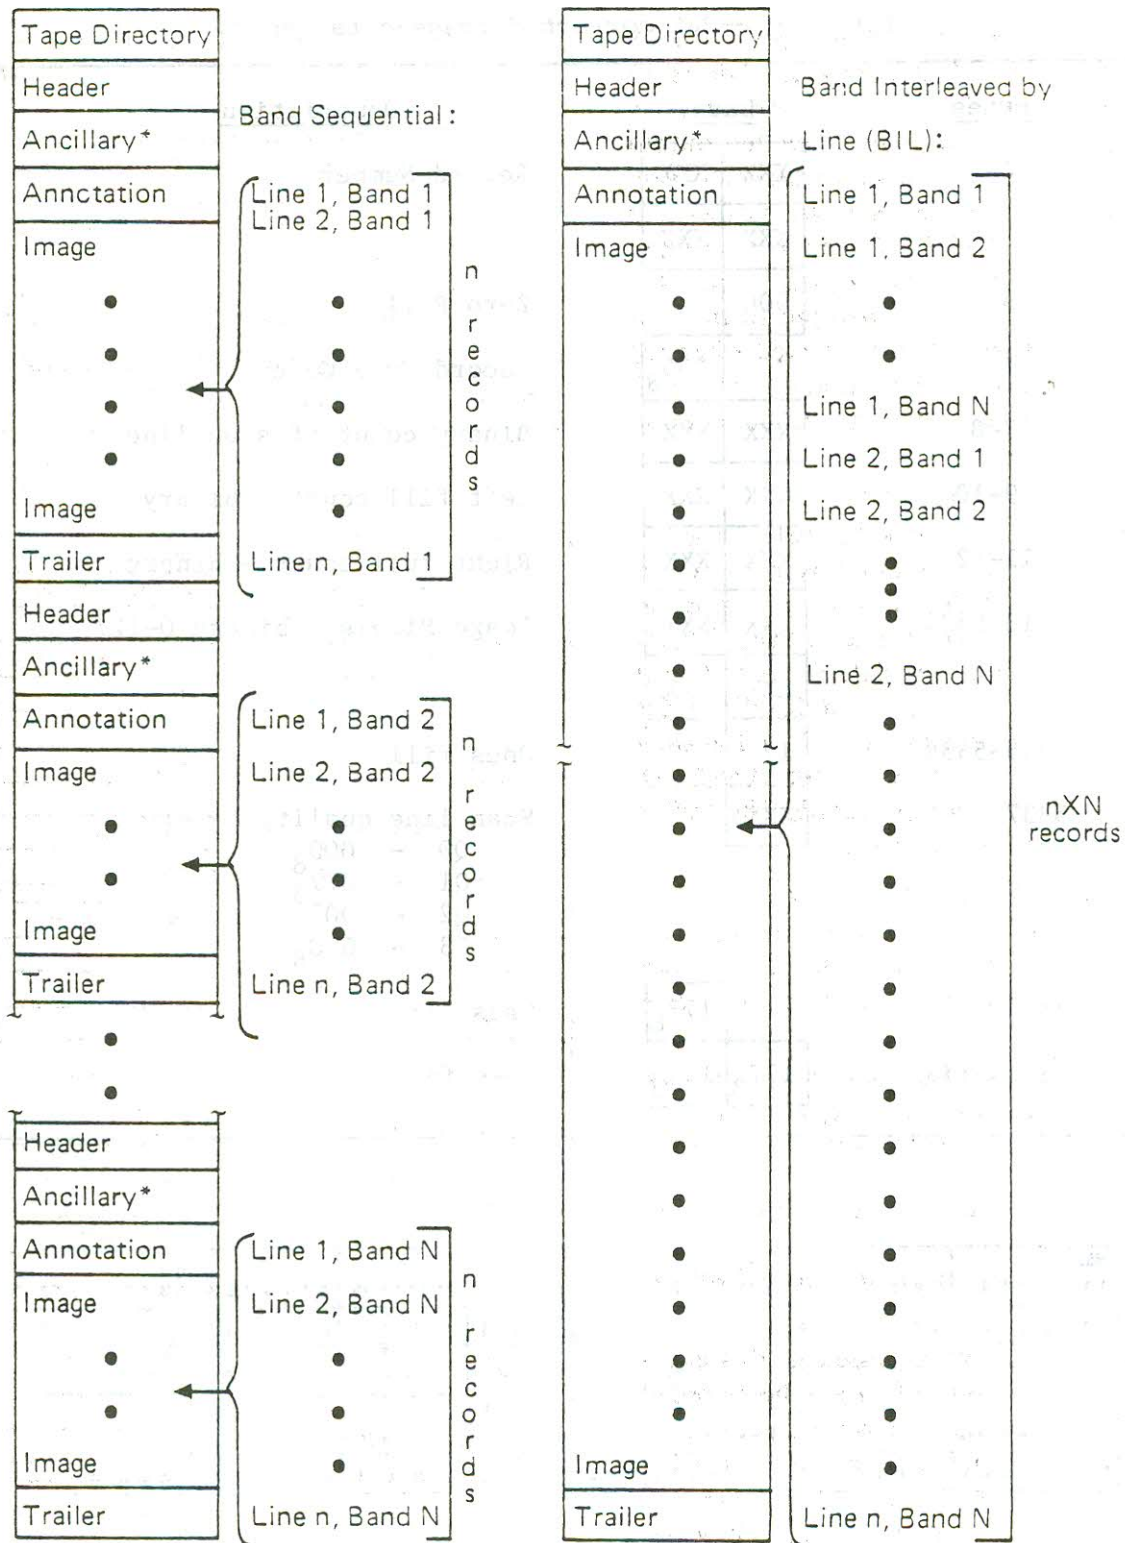 Tape Directory
Header
Ancillary*
Annctation
Image
Image
Trailer
Header
Ancillary*
Annotation
Image
Image
Trailer
Header
Ancillary*
Annotation
Image
Image
Trailer
Band Sequential:
Line 1, Band 1
Line 2, Band 1
Line n, Band 1
n records
Line 1, Band 2
Line 2, Band 2
Line n, Band 2
n records
Line 1, Band N
Line 2, Band N
Line n, Band N
n records
Tape Directory
Header
Ancillary*
Annotation
Image
Image
Trailer
Band Interleaved by
Line (BIL):
Line 1, Band 1
Line 1, Band 2
Line 1, Band N
Line 2, Band 1
Line 2, Band 2
Line 2, Band N
Line n, Band N
nXN
records